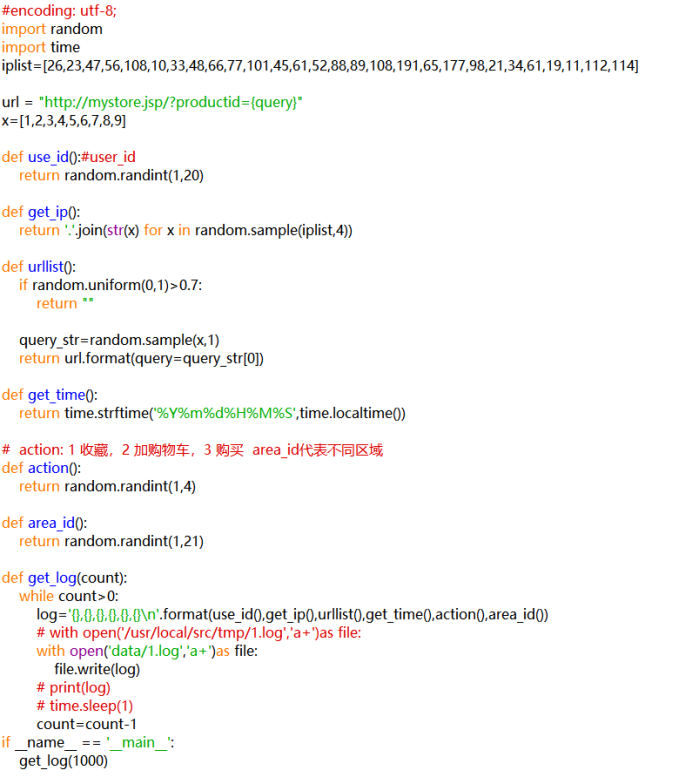 #encoding: utf-8;
import random
import time
iplist=[26,23,47,56,108,10,33,48,66,77,101,45,61,52,88,89,108,191,65,177,98,21,34,61,19,11,112,114]

url = "http://mystore.jsp/?productid={query}"
x=[1,2,3,4,5,6,7,8,9]

def use_id():#user_id
    return random.randint(1,20)

def get_ip():
    return '.'.join(str(x) for x in random.sample(iplist,4))

def urllist():
    if random.uniform(0,1)>0.7:
        return ""

    query_str=random.sample(x,1)
    return url.format(query=query_str[0])

def get_time():
    return time.strftime('%Y%m%d%H%M%S',time.localtime())

#  action: 1 收藏，2 加购物车，3 购买  area_id代表不同区域
def action():
    return random.randint(1,4)

def area_id():
    return random.randint(1,21)

def get_log(count):
    while count>0:
        log='{},{},{},{},{},{}\n'.format(use_id(),get_ip(),urllist(),get_time(),action(),area_id())
        # with open('/usr/local/src/tmp/1.log','a+')as file:
        with open('data/1.log','a+')as file:
            file.write(log)
        # print(log)
        # time.sleep(1)
        count=count-1
if __name__ == '__main__':
    get_log(1000)